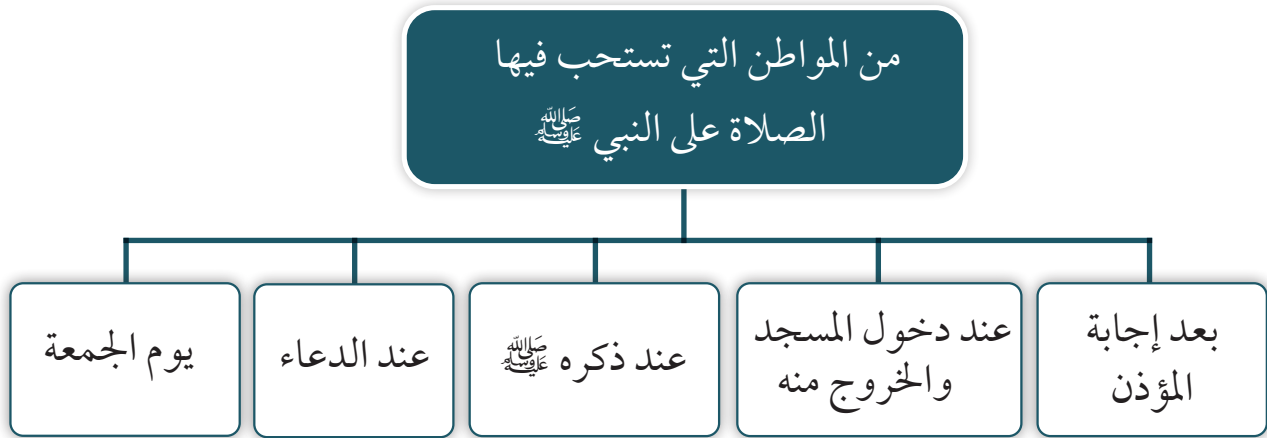 من المواطن التي تستحب فيها
الصلاة على النبي ﷺ
بعد إجابة
المؤذن
عند دخول المسجد
والخروج منه
عند ذكره ﷺ
عند الدعاء
يوم الجمعة